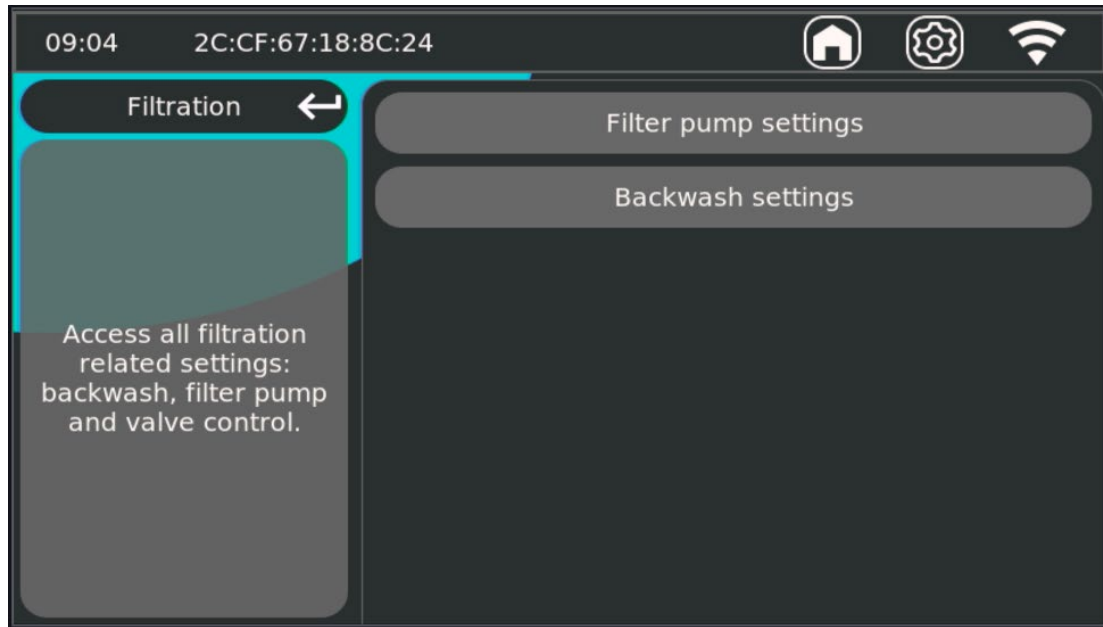 09:04 2C:CF:67:18:8C:24
Filtration
Filter pump settings
Backwash settings
Access all filtration
related settings:
backwash, filter pump
and valve control.